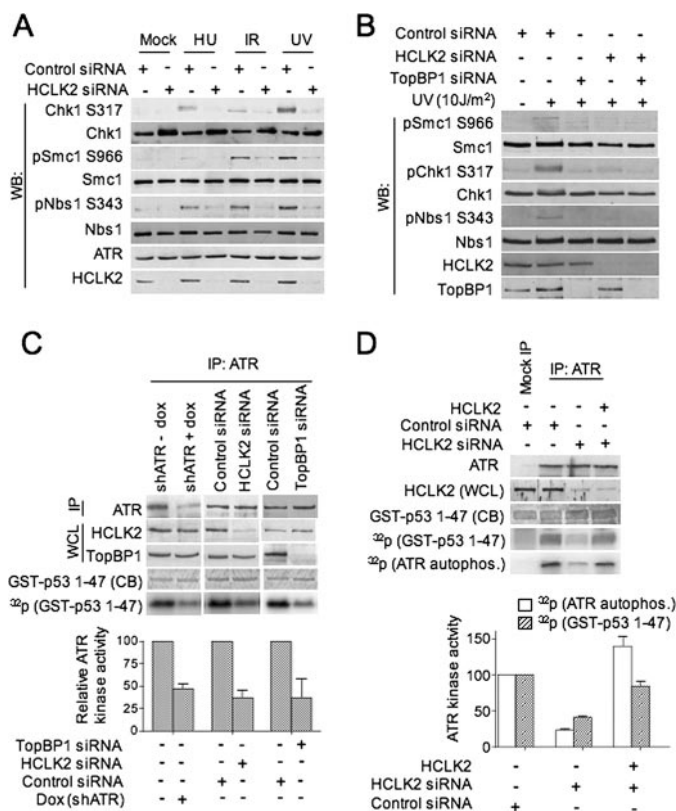 A
Mock HU IR UV
Control siRNA + - + - + - + -
HCLK2 siRNA - + - + - + - +
WB:
Chk1 S317
Chk1
pSmc1 S966
Smc1
pNbs1 S343
Nbs1
ATR
HCLK2
B
Control siRNA + + - - -
HCLK2 siRNA - - - + +
TopBP1 siRNA - - + - +
UV (10J/m²) - + + + +
WB:
pSmc1 S966
Smc1
pChk1 S317
Chk1
pNbs1 S343
Nbs1
HCLK2
TopBP1
C
IP: ATR
shATR - dox
shATR + dox
Control siRNA
HCLK2 siRNA
Control siRNA
TopBP1 siRNA
IP
ATR
WCL
HCLK2
TopBP1
GST-p53 1-47 (CB)
³²p (GST-p53 1-47)
Relative ATR
kinase activity
100
75
50
25
0
TopBP1 siRNA - - - - - +
HCLK2 siRNA - - - + - -
Control siRNA - - + - + -
Dox (shATR) - + - - - -
D
Mock IP
IP: ATR
HCLK2 - - - +
Control siRNA + + - -
HCLK2 siRNA - - + +
ATR
HCLK2 (WCL)
GST-p53 1-47 (CB)
³²p (GST-p53 1-47)
³²p (ATR autophos.)
³²p (ATR autophos.)
³²p (GST-p53 1-47)
ATR kinase activity
150
100
50
0
HCLK2 - - +
HCLK2 siRNA - + +
Control siRNA + - -